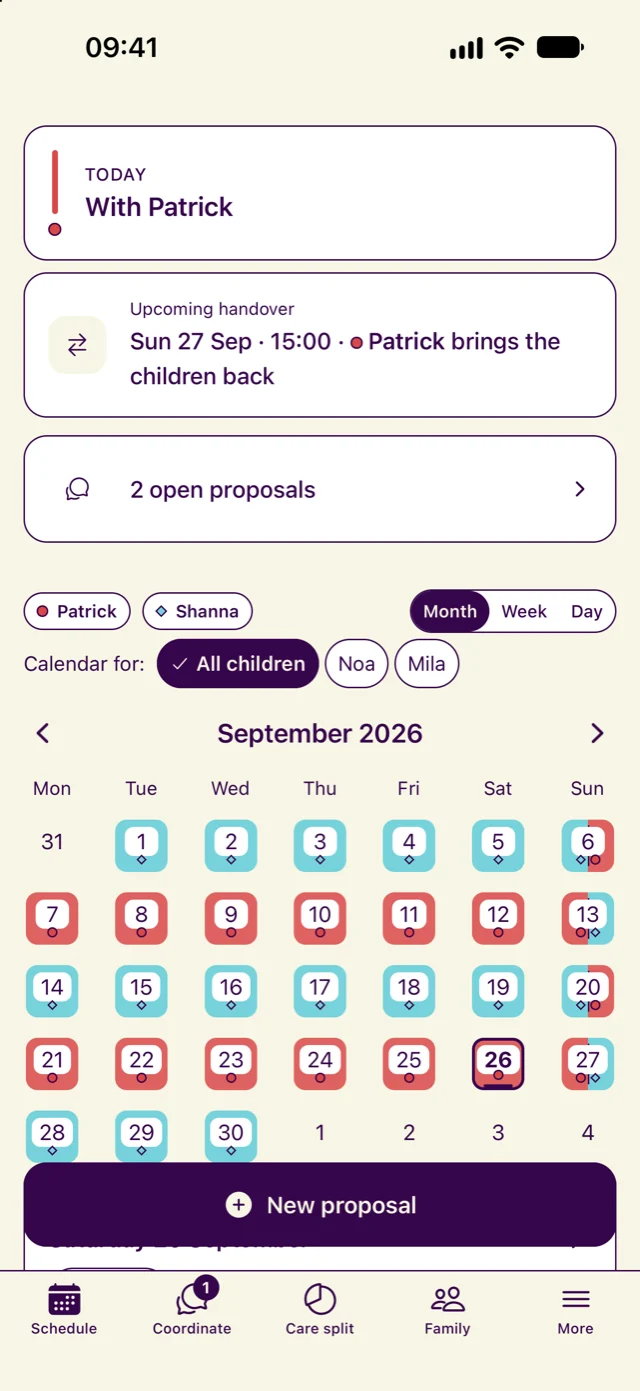 09:41
TODAY
With Patrick
Upcoming handover
Sun 27 Sep · 15:00 · Patrick brings the
children back
2 open proposals
Patrick Shanna Month Week Day
Calendar for: All children Noa Mila
September 2026
Mon Tue Wed Thu Fri Sat Sun
31 1 2 3 4 5 6
7 8 9 10 11 12 13
14 15 16 17 18 19 20
21 22 23 24 25 26 27
28 29 30 1 2 3 4
New proposal
1
Schedule Coordinate Care split Family More